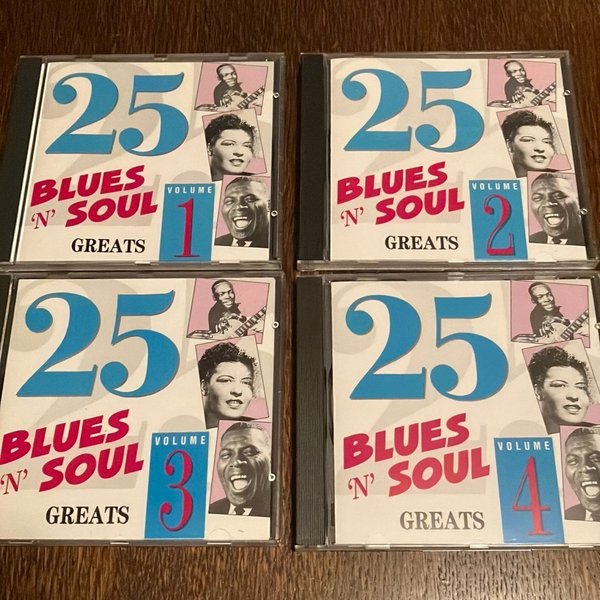 25
BLUES
'N' SOUL
GREATS
VOLUME
1
25
BLUES
'N' SOUL
GREATS
VOLUME
2
25
BLUES
'N' SOUL
GREATS
VOLUME
3
25
BLUES
'N' SOUL
GREATS
VOLUME
4